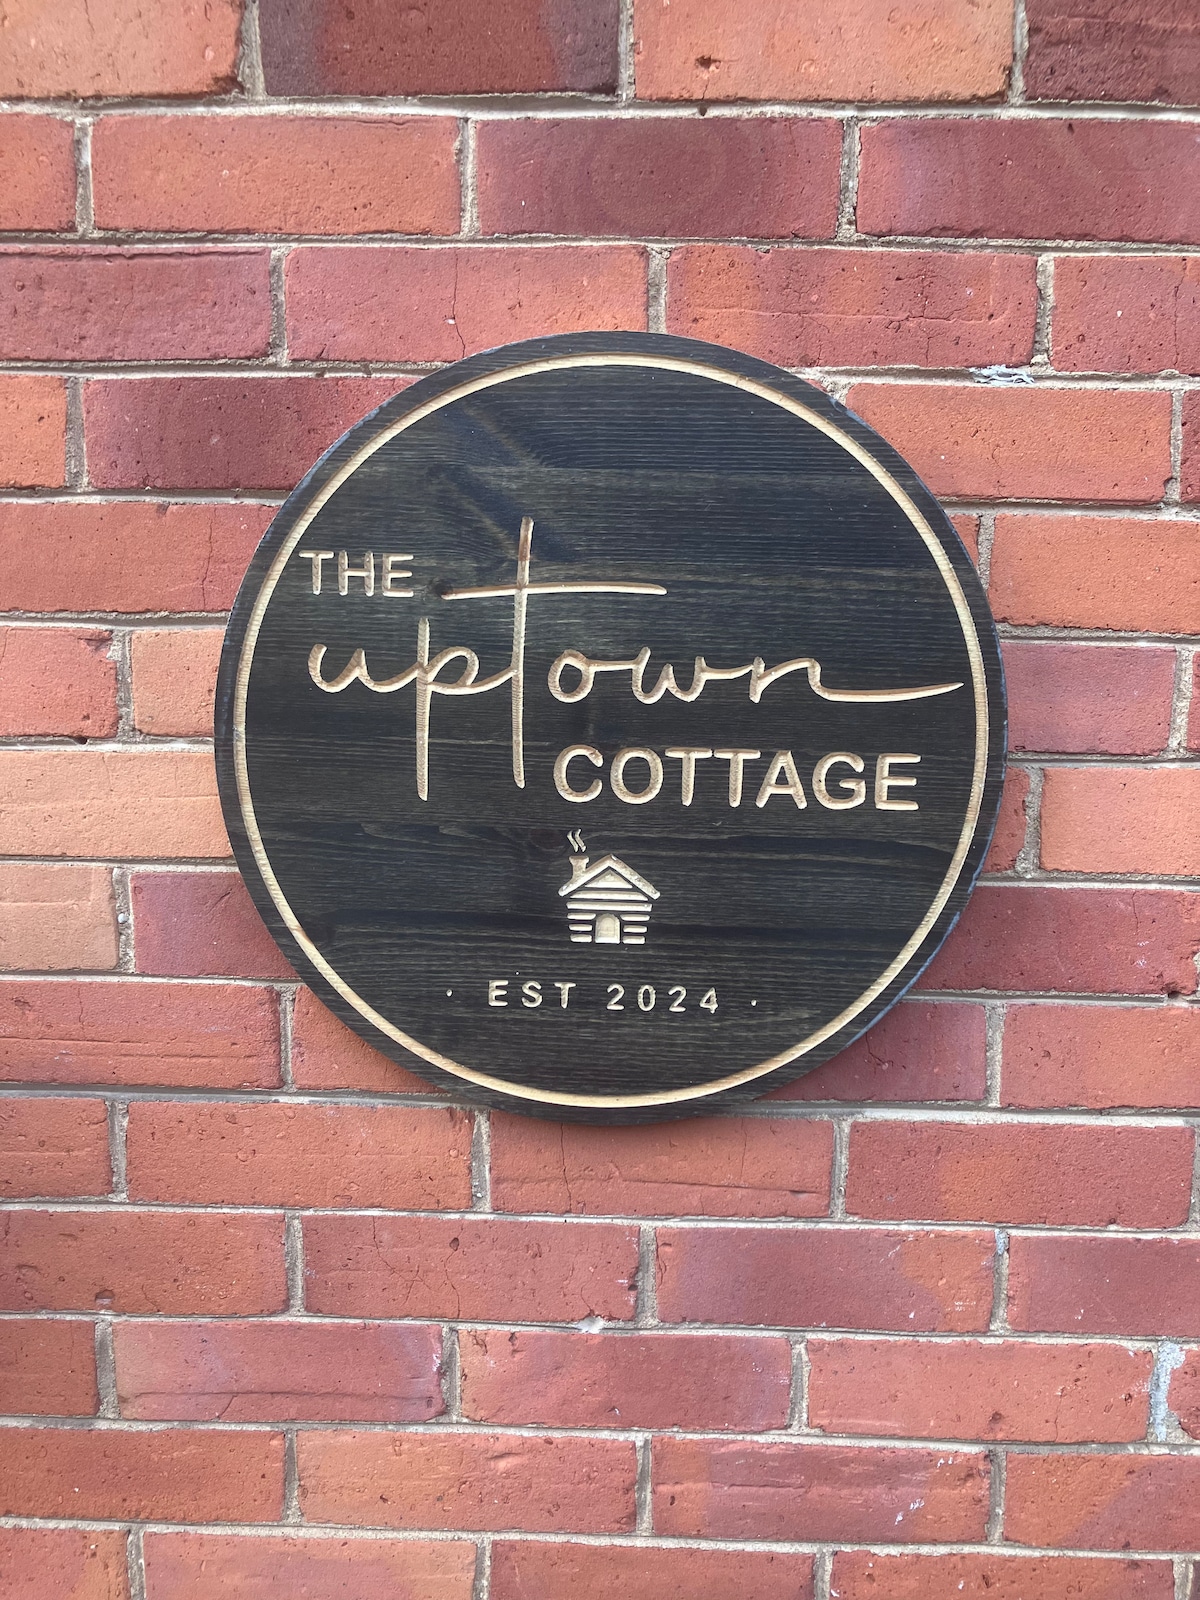 THE
uptown
COTTAGE
· EST 2024 ·